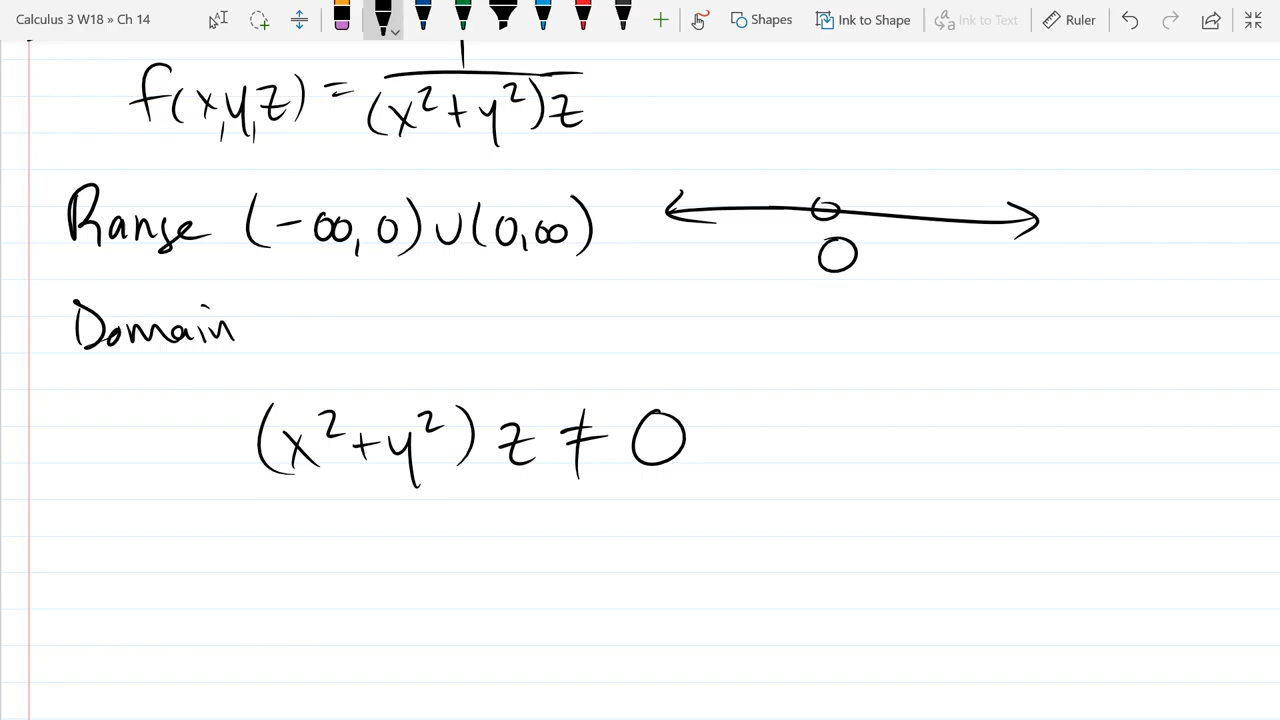 Calculus 3 W18 » Ch 14 Shapes Ink to Shape Ink to Text Ruler
f(x,y,z) = 1/((x²+y²)z)
Range (-∞,0)∪(0,∞)
0
Domain
(x²+y²) z ≠ 0